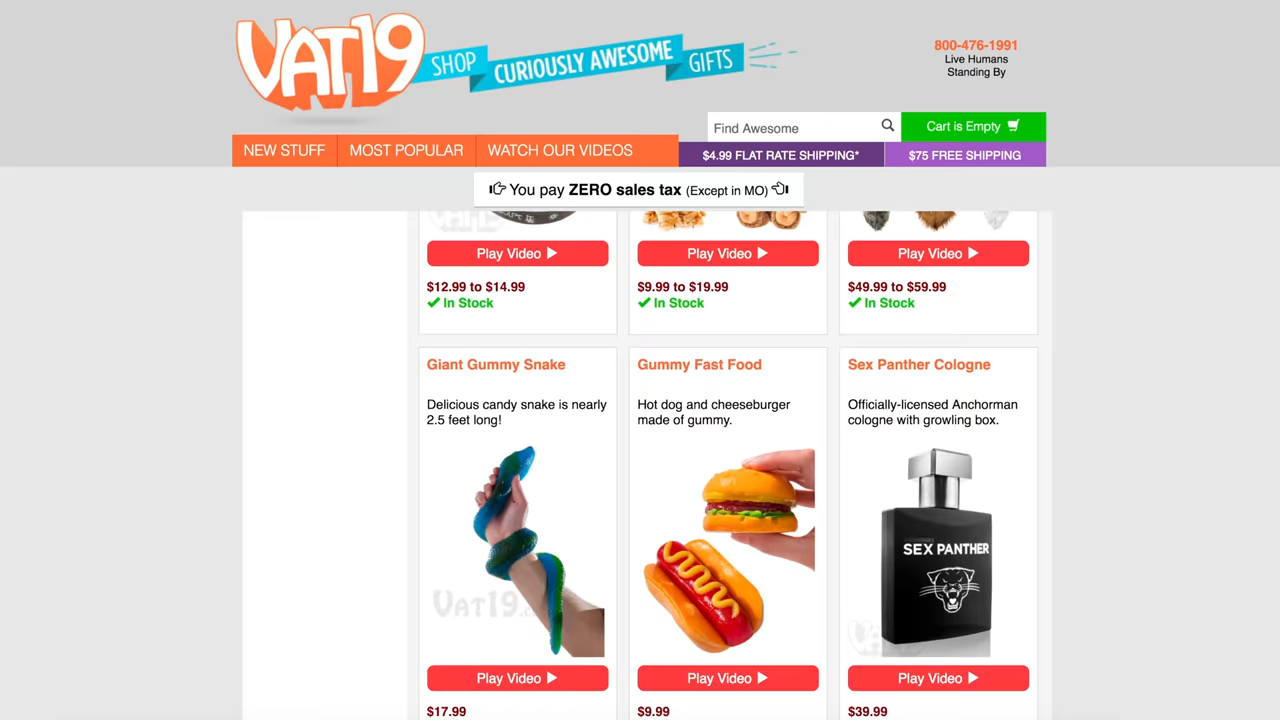 VAT19
SHOP CURIOUSLY AWESOME GIFTS
800-476-1991
Live Humans
Standing By
Find Awesome
Cart is Empty
NEW STUFF
MOST POPULAR
WATCH OUR VIDEOS
$4.99 FLAT RATE SHIPPING*
$75 FREE SHIPPING
You pay ZERO sales tax (Except in MO)
Play Video
Play Video
Play Video
$12.99 to $14.99
In Stock
$9.99 to $19.99
In Stock
$49.99 to $59.99
In Stock
Giant Gummy Snake
Delicious candy snake is nearly
2.5 feet long!
VAT19
Play Video
$17.99
Gummy Fast Food
Hot dog and cheeseburger
made of gummy.
Play Video
$9.99
Sex Panther Cologne
Officially-licensed Anchorman
cologne with growling box.
SEX PANTHER
Play Video
$39.99